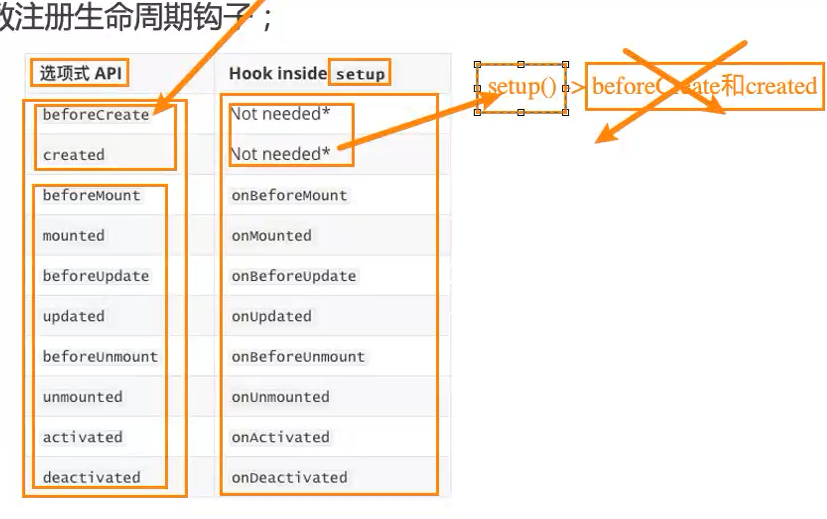 数注册生命周期钩子；
选项式 API Hook inside setup
setup() > beforeCreate和created
beforeCreate Not needed*
created Not needed*
beforeMount onBeforeMount
mounted onMounted
beforeUpdate onBeforeUpdate
updated onUpdated
beforeUnmount onBeforeUnmount
unmounted onUnmounted
activated onActivated
deactivated onDeactivated